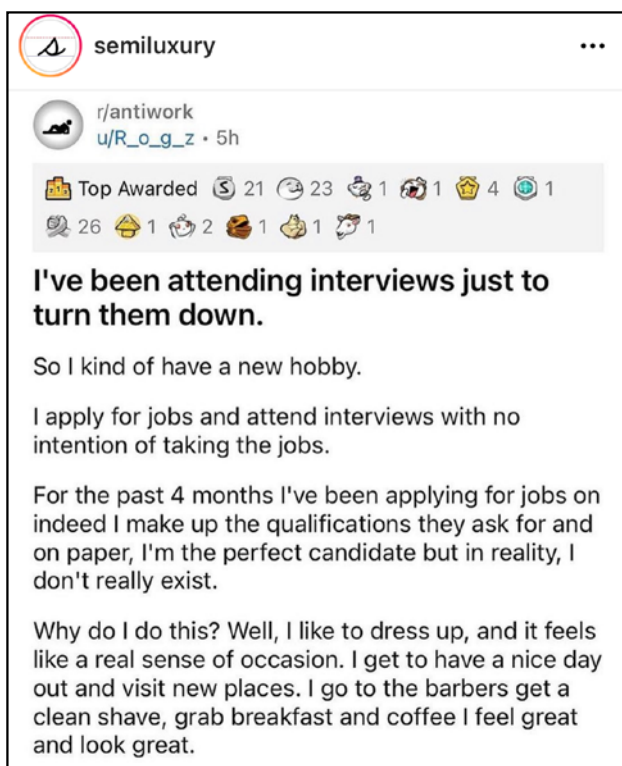 semiluxury
r/antiwork
u/R_o_g_z • 5h
Top Awarded 21 23 1 1 4 1
26 1 2 1 1 1
I've been attending interviews just to
turn them down.
So I kind of have a new hobby.
I apply for jobs and attend interviews with no
intention of taking the jobs.
For the past 4 months I've been applying for jobs on
indeed I make up the qualifications they ask for and
on paper, I'm the perfect candidate but in reality, I
don't really exist.
Why do I do this? Well, I like to dress up, and it feels
like a real sense of occasion. I get to have a nice day
out and visit new places. I go to the barbers get a
clean shave, grab breakfast and coffee I feel great
and look great.